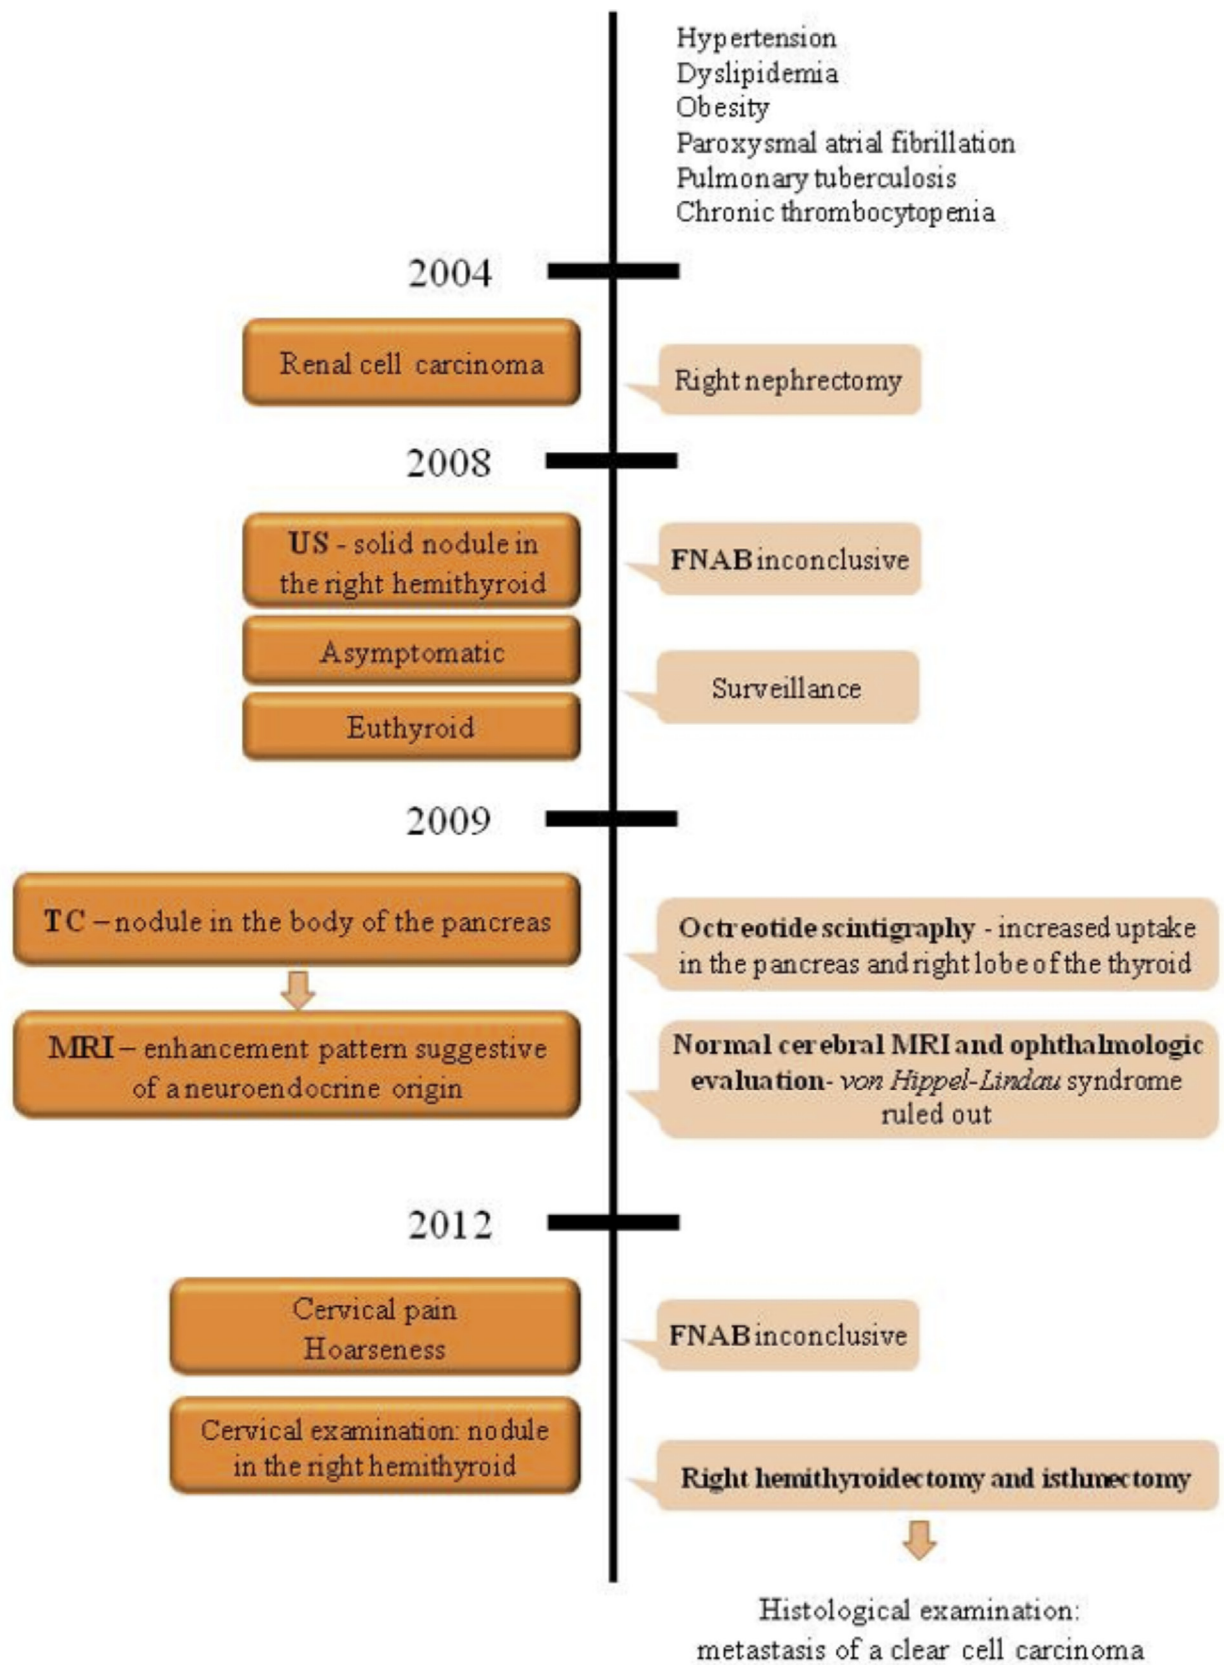 Hypertension
Dyslipidemia
Obesity
Paroxysmal atrial fibrillation
Pulmonary tuberculosis
Chronic thrombocytopenia
2004
Renal cell carcinoma
Right nephrectomy
2008
US - solid nodule in
the right hemithyroid
FNAB inconclusive
Asymptomatic
Surveillance
Euthyroid
2009
TC – nodule in the body of the pancreas
Octreotide scintigraphy - increased uptake
in the pancreas and right lobe of the thyroid
MRI – enhancement pattern suggestive
of a neuroendocrine origin
Normal cerebral MRI and ophthalmologic
evaluation- von Hippel-Lindau syndrome
ruled out
2012
Cervical pain
Hoarseness
FNAB inconclusive
Cervical examination: nodule
in the right hemithyroid
Right hemithyroidectomy and isthmectomy
Histological examination:
metastasis of a clear cell carcinoma